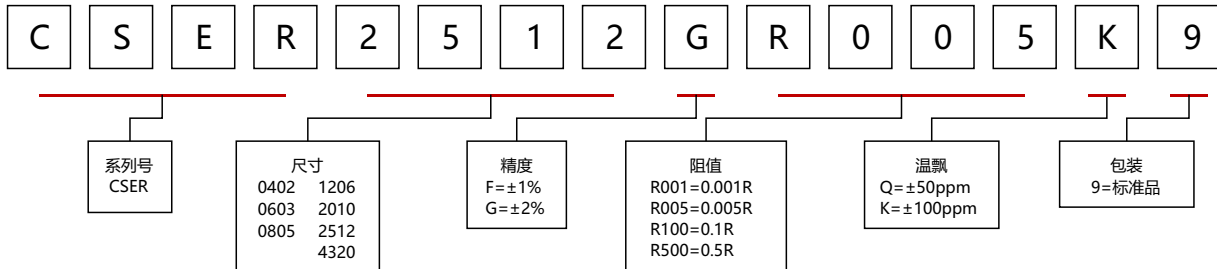 C S E R 2 5 1 2 G R 0 0 5 K 9
系列号
CSER
尺寸
0402 1206
0603 2010
0805 2512
4320
精度
F=±1%
G=±2%
阻值
R001=0.001R
R005=0.005R
R100=0.1R
R500=0.5R
温飘
Q=±50ppm
K=±100ppm
包装
9=标准品